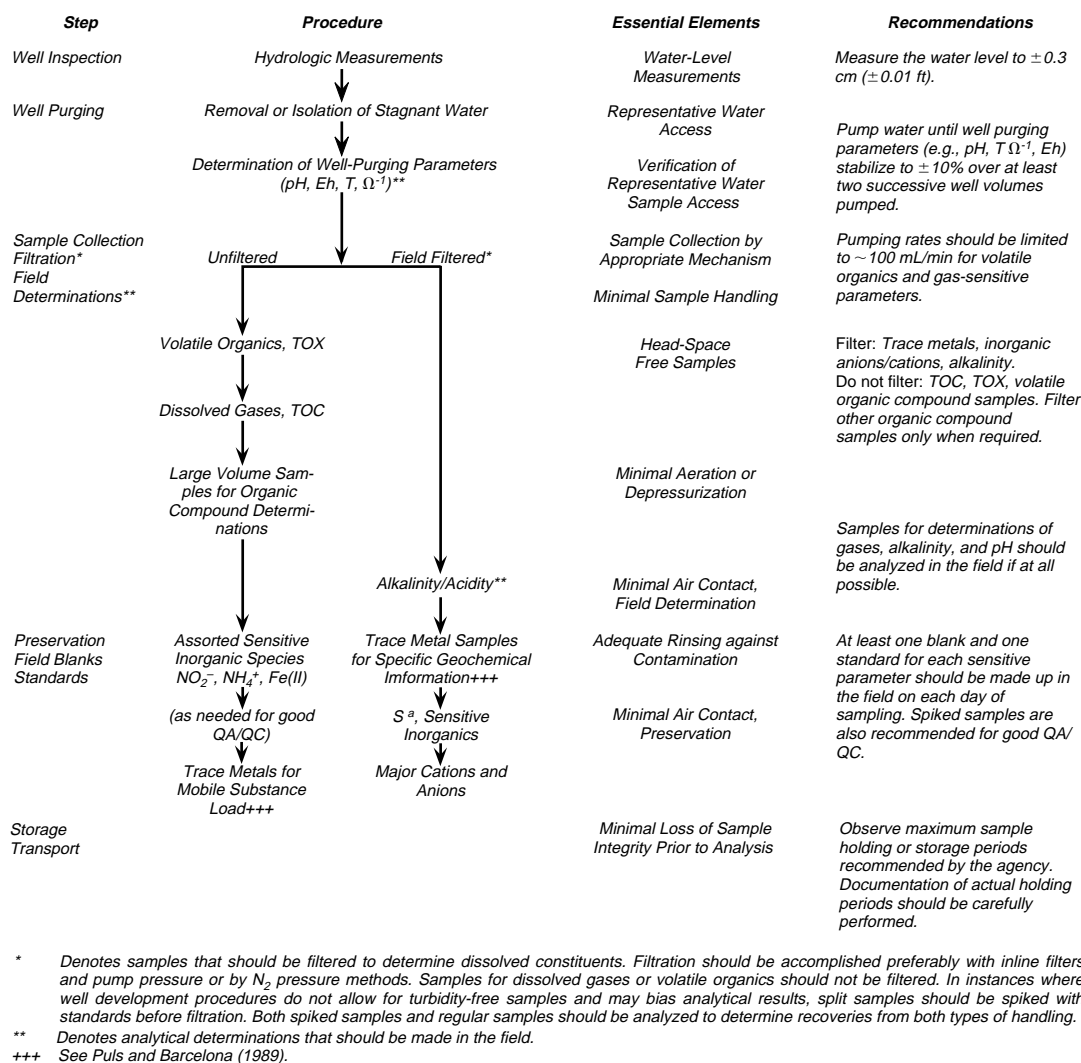 Step
Procedure
Essential Elements
Recommendations
Well Inspection
Hydrologic Measurements
Water-Level
Measurements
Measure the water level to ±0.3
cm (±0.01 ft).
Well Purging
Removal or Isolation of Stagnant Water
Representative Water
Access
Determination of Well-Purging Parameters
(pH, Eh, T, Ω⁻¹)**
Verification of
Representative Water
Sample Access
Pump water until well purging
parameters (e.g., pH, T Ω⁻¹, Eh)
stabilize to ±10% over at least
two successive well volumes
pumped.
Sample Collection
Filtration*
Field
Determinations**
Unfiltered
Field Filtered*
Sample Collection by
Appropriate Mechanism
Minimal Sample Handling
Pumping rates should be limited
to ~100 mL/min for volatile
organics and gas-sensitive
parameters.
Volatile Organics, TOX
Head-Space
Free Samples
Filter: Trace metals, inorganic
anions/cations, alkalinity.
Do not filter: TOC, TOX, volatile
organic compound samples. Filter
other organic compound
samples only when required.
Dissolved Gases, TOC
Large Volume Sam-
ples for Organic
Compound Determi-
nations
Minimal Aeration or
Depressurization
Samples for determinations of
gases, alkalinity, and pH should
be analyzed in the field if at all
possible.
Alkalinity/Acidity**
Minimal Air Contact,
Field Determination
Preservation
Field Blanks
Standards
Assorted Sensitive
Inorganic Species
NO₂⁻, NH₄⁺, Fe(II)
Trace Metal Samples
for Specific Geochemical
Imformation+++
Adequate Rinsing against
Contamination
At least one blank and one
standard for each sensitive
parameter should be made up in
the field on each day of
sampling. Spiked samples are
also recommended for good QA/
QC.
(as needed for good
QA/QC)
S ᵃ, Sensitive
Inorganics
Minimal Air Contact,
Preservation
Trace Metals for
Mobile Substance
Load+++
Major Cations and
Anions
Storage
Transport
Minimal Loss of Sample
Integrity Prior to Analysis
Observe maximum sample
holding or storage periods
recommended by the agency.
Documentation of actual holding
periods should be carefully
performed.
* Denotes samples that should be filtered to determine dissolved constituents. Filtration should be accomplished preferably with inline filters
and pump pressure or by N₂ pressure methods. Samples for dissolved gases or volatile organics should not be filtered. In instances where
well development procedures do not allow for turbidity-free samples and may bias analytical results, split samples should be spiked with
standards before filtration. Both spiked samples and regular samples should be analyzed to determine recoveries from both types of handling.
** Denotes analytical determinations that should be made in the field.
+++ See Puls and Barcelona (1989).